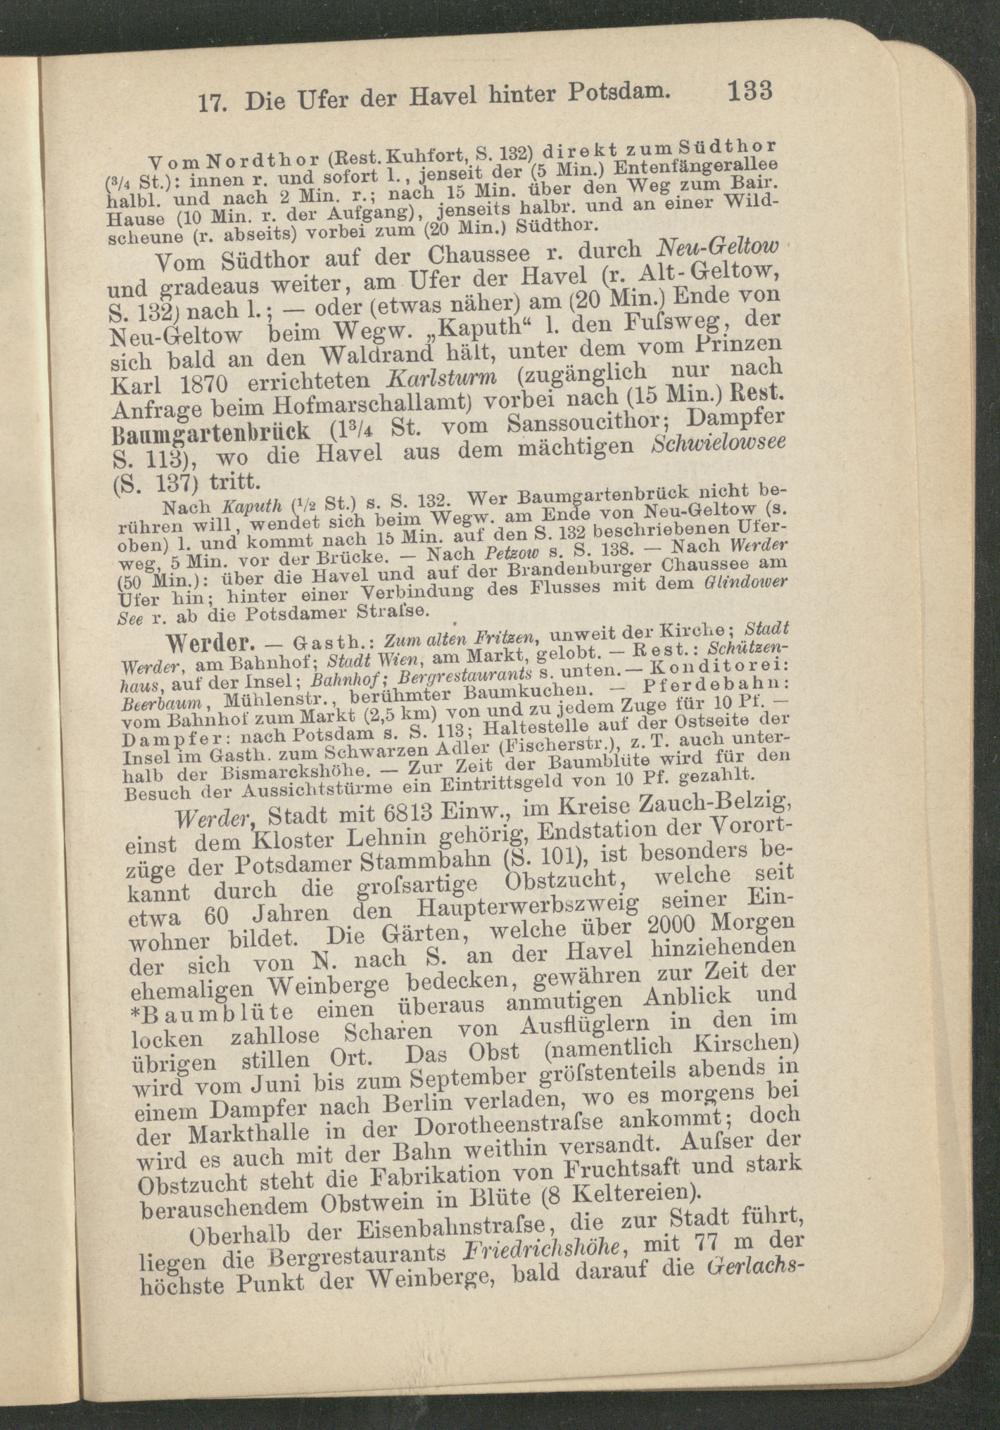 17. Die Ufer der Havel hinter Potsdam. 133
Vom Nordthor (Rest. Kuhfort, S. 132) direkt zum Südthor
(3/4 St.): innen r. und sofort l., jenseit der (5 Min.) Entenfängerallee
halbl. und nach 2 Min. r.; nach 15 Min. über den Weg zum Bair.
Hause (10 Min. r. der Aufgang), jenseits halbr. und an einer Wild-
scheune (r. abseits) vorbei zum (20 Min.) Südthor.
Vom Südthor auf der Chaussee r. durch Neu-Geltow
und gradeaus weiter, am Ufer der Havel (r. Alt-Geltow,
S. 132) nach l.; — oder (etwas näher) am (20 Min.) Ende von
Neu-Geltow beim Wegw. „Kaputh“ l. den Fuſsweg, der
sich bald an den Waldrand hält, unter dem vom Prinzen
Karl 1870 errichteten Karlsturm (zugänglich nur nach
Anfrage beim Hofmarschallamt) vorbei nach (15 Min.) Rest.
Baumgartenbrück (1³/₄ St. vom Sanssoucithor; Dampfer
S. 113), wo die Havel aus dem mächtigen Schwielowsee
(S. 137) tritt.
Nach Kaputh (1/2 St.) s. S. 132. Wer Baumgartenbrück nicht be-
rühren will, wendet sich beim Wegw. am Ende von Neu-Geltow (s.
oben) l. und kommt nach 15 Min. auf den S. 132 beschriebenen Ufer-
weg, 5 Min. vor der Brücke. — Nach Petzow s. S. 138. — Nach Werder
(50 Min.): über die Havel und auf der Brandenburger Chaussee am
Ufer hin; hinter einer Verbindung des Flusses mit dem Glindower
See r. ab die Potsdamer Straſse.
Werder. — Gasth.: Zum alten Fritzen, unweit der Kirche; Stadt
Werder, am Bahnhof; Stadt Wien, am Markt, gelobt. — Rest.: Schützen-
haus, auf der Insel; Bahnhof; Bergrestaurants s. unten. — Konditorei:
Beerbaum, Mühlenstr., berühmter Baumkuchen. — Pferdebahn:
vom Bahnhof zum Markt (2,5 km) von und zu jedem Zuge für 10 Pf. —
Dampfer: nach Potsdam s. S. 113; Haltestelle auf der Ostseite der
Insel im Gasth. zum Schwarzen Adler (Fischerstr.), z. T. auch unter-
halb der Bismarckshöhe. — Zur Zeit der Baumblüte wird für den
Besuch der Aussichtstürme ein Eintrittsgeld von 10 Pf. gezahlt.
Werder, Stadt mit 6813 Einw., im Kreise Zauch-Belzig,
einst dem Kloster Lehnin gehörig, Endstation der Vorort-
züge der Potsdamer Stammbahn (S. 101), ist besonders be-
kannt durch die groſsartige Obstzucht, welche seit
etwa 60 Jahren den Haupterwerbszweig seiner Ein-
wohner bildet. Die Gärten, welche über 2000 Morgen
der sich von N. nach S. an der Havel hinziehenden
ehemaligen Weinberge bedecken, gewähren zur Zeit der
*Baumblüte einen überaus anmutigen Anblick und
locken zahllose Scharen von Ausflüglern in den im
übrigen stillen Ort. Das Obst (namentlich Kirschen)
wird vom Juni bis zum September gröſstenteils abends in
einem Dampfer nach Berlin verladen, wo es morgens bei
der Markthalle in der Dorotheenstraſse ankommt; doch
wird es auch mit der Bahn weithin versandt. Auſser der
Obstzucht steht die Fabrikation von Fruchtsaft und stark
berauschendem Obstwein in Blüte (8 Keltereien).
Oberhalb der Eisenbahnstraſse, die zur Stadt führt,
liegen die Bergrestaurants Friedrichshöhe, mit 77 m der
höchste Punkt der Weinberge, bald darauf die Gerlachs-